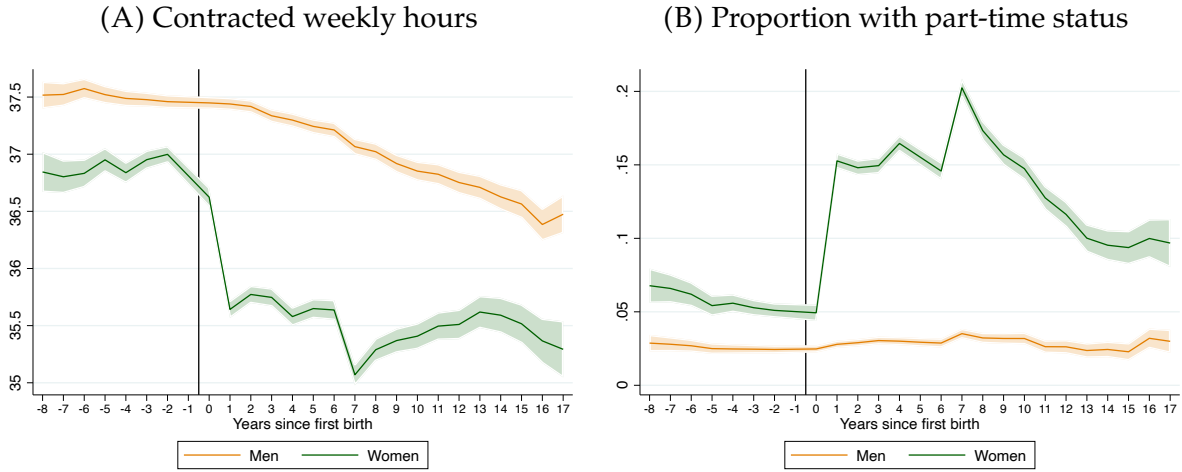 (A) Contracted weekly hours
37.5
37
36.5
36
35.5
35
-8 -7 -6 -5 -4 -3 -2 -1 0 1 2 3 4 5 6 7 8 9 10 11 12 13 14 15 16 17
Years since first birth
Men Women
(B) Proportion with part-time status
.2
.15
.1
.05
0
-8 -7 -6 -5 -4 -3 -2 -1 0 1 2 3 4 5 6 7 8 9 10 11 12 13 14 15 16 17
Years since first birth
Men Women